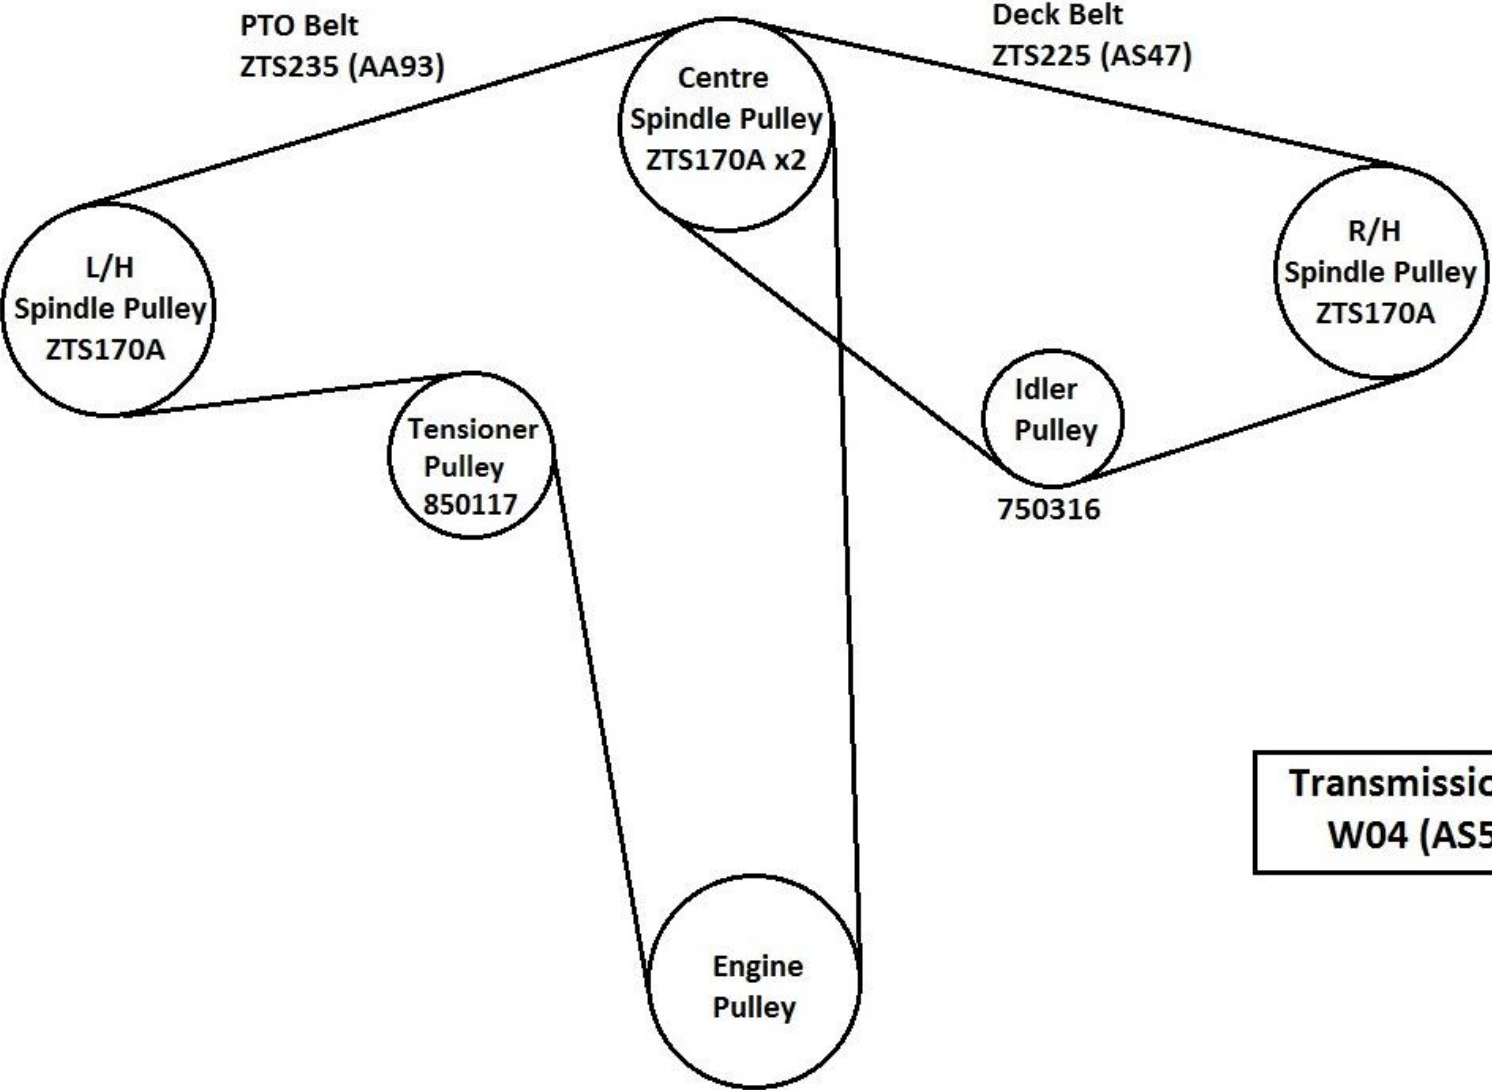 PTO Belt
ZTS235 (AA93)
Deck Belt
ZTS225 (AS47)
Centre
Spindle Pulley
ZTS170A x2
L/H
Spindle Pulley
ZTS170A
R/H
Spindle Pulley
ZTS170A
Tensioner
Pulley
850117
Idler
Pulley
750316
Engine
Pulley
W04